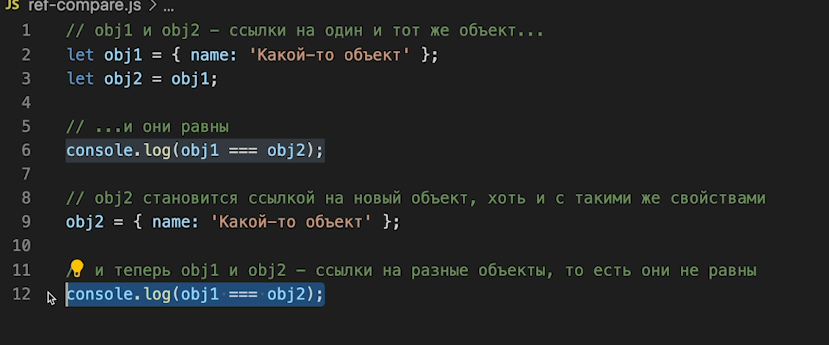 JS ref-compare.js > ...
1 // obj1 и obj2 - ссылки на один и тот же объект...
2 let obj1 = { name: 'Какой-то объект' };
3 let obj2 = obj1;
4
5 // ...и они равны
6 console.log(obj1 === obj2);
7
8 // obj2 становится ссылкой на новый объект, хоть и с такими же свойствами
9 obj2 = { name: 'Какой-то объект' };
10
11 / и теперь obj1 и obj2 - ссылки на разные объекты, то есть они не равны
12 console.log(obj1 === obj2);